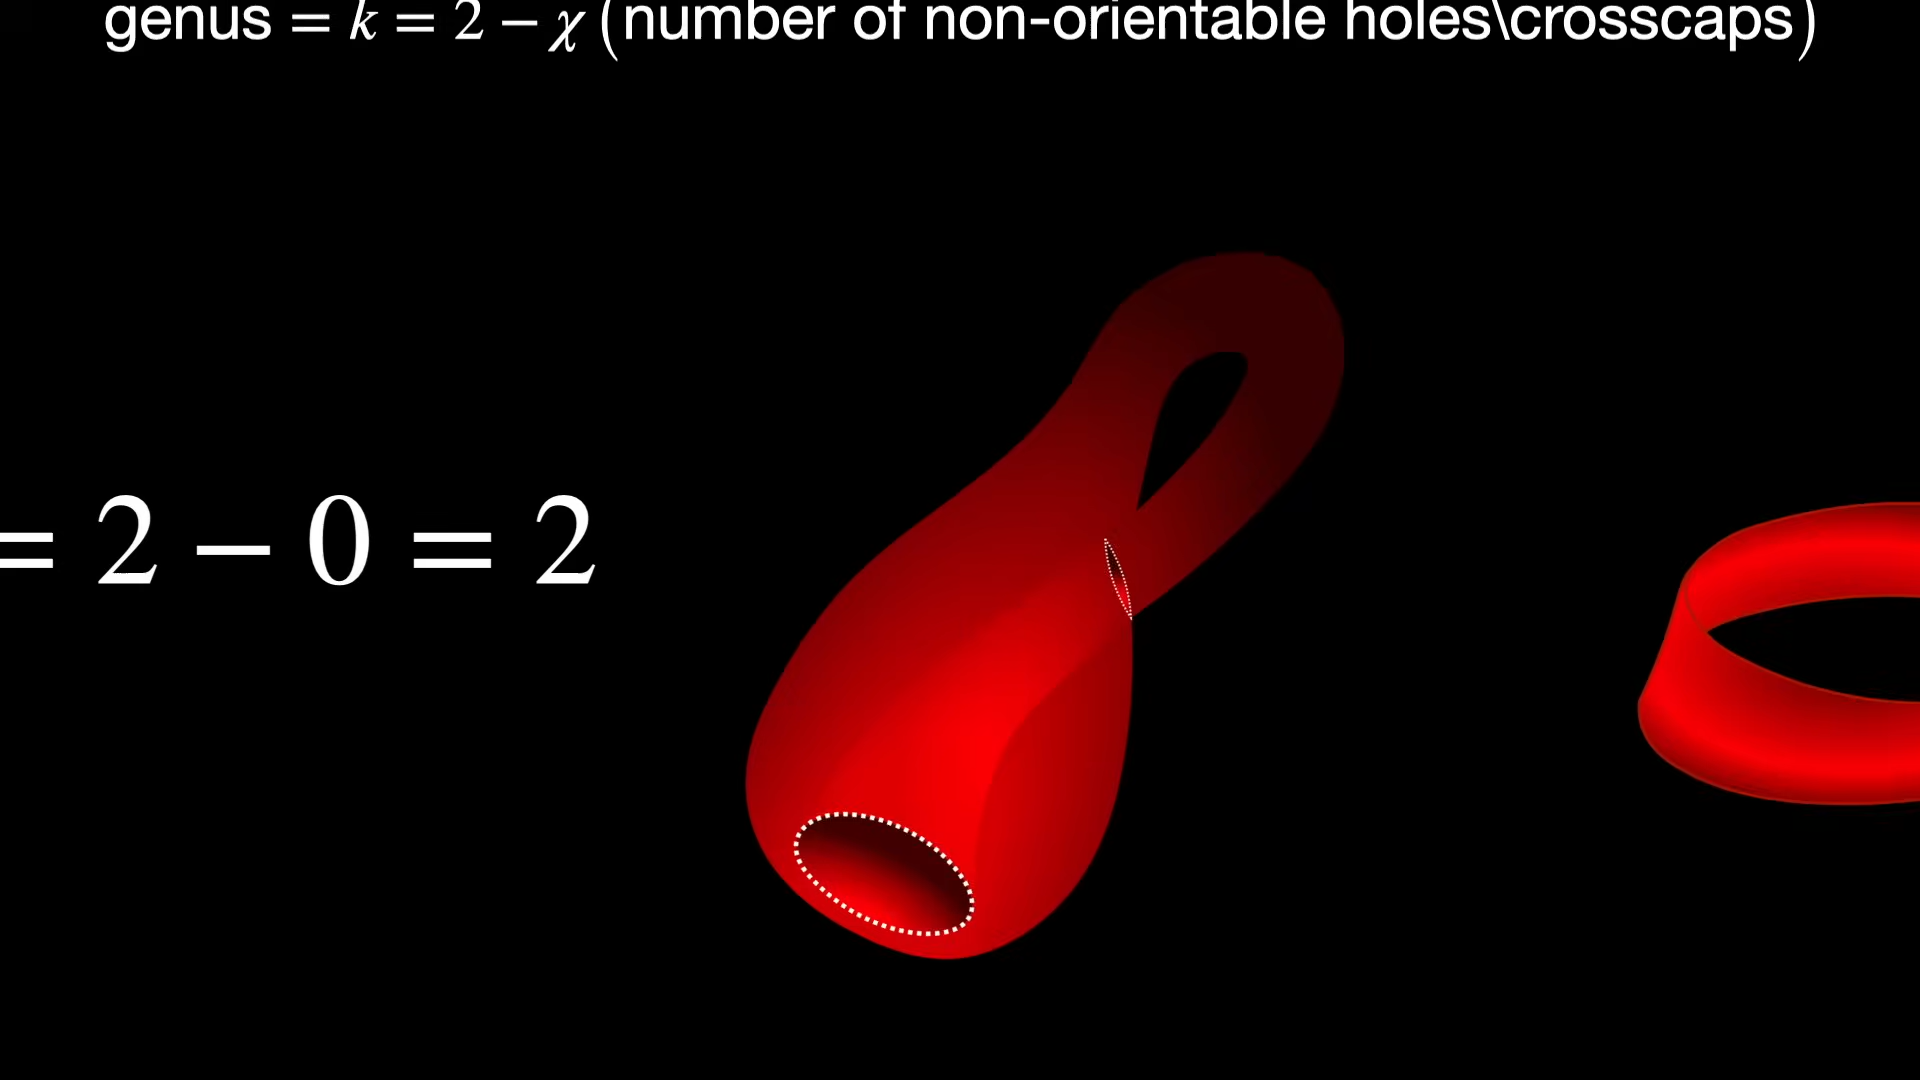 genus = k = 2 − χ (number of non-orientable holes\crosscaps)
= 2 − 0 = 2